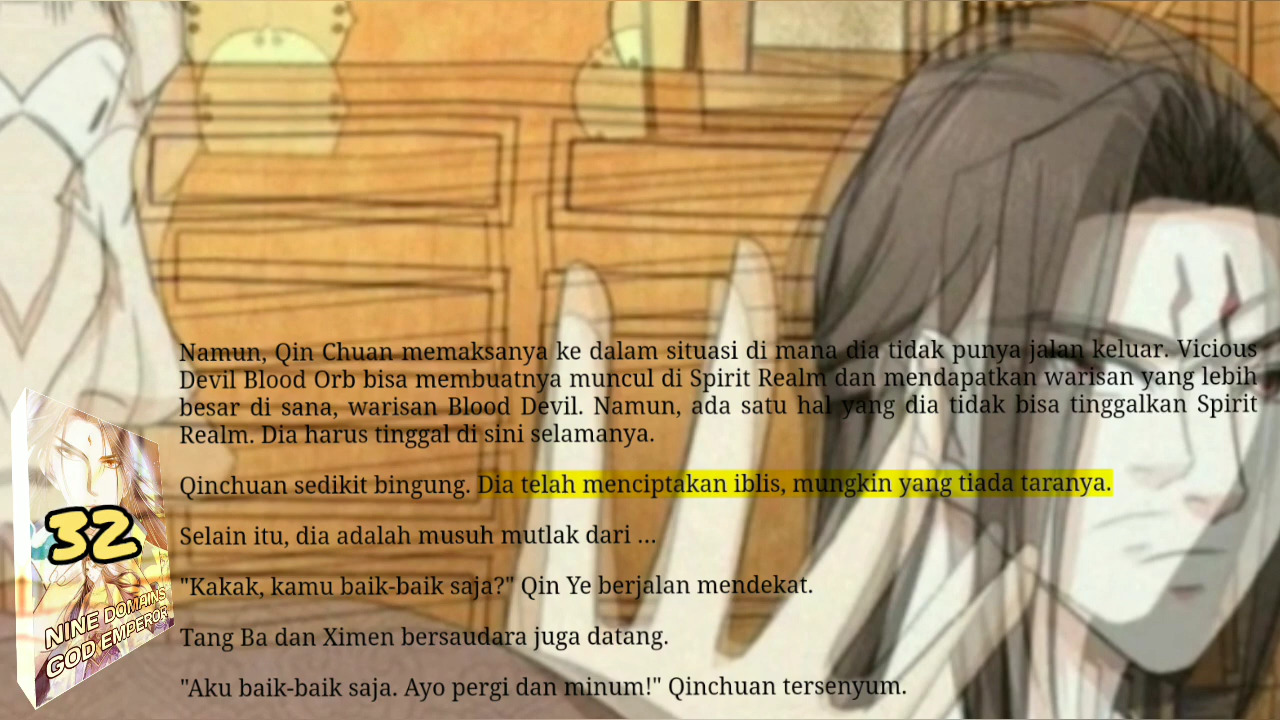 Namun, Qin Chuan memaksanya ke dalam situasi di mana dia tidak punya jalan keluar. Vicious
Devil Blood Orb bisa membuatnya muncul di Spirit Realm dan mendapatkan warisan yang lebih
besar di sana, warisan Blood Devil. Namun, ada satu hal yang dia tidak bisa tinggalkan Spirit
Realm. Dia harus tinggal di sini selamanya.
Qinchuan sedikit bingung. Dia telah menciptakan iblis, mungkin yang tiada taranya.
Selain itu, dia adalah musuh mutlak dari ...
"Kakak, kamu baik-baik saja?" Qin Ye berjalan mendekat.
Tang Ba dan Ximen bersaudara juga datang.
"Aku baik-baik saja. Ayo pergi dan minum!" Qinchuan tersenyum.
32
NINE DOMAINS
GOD EMPEROR